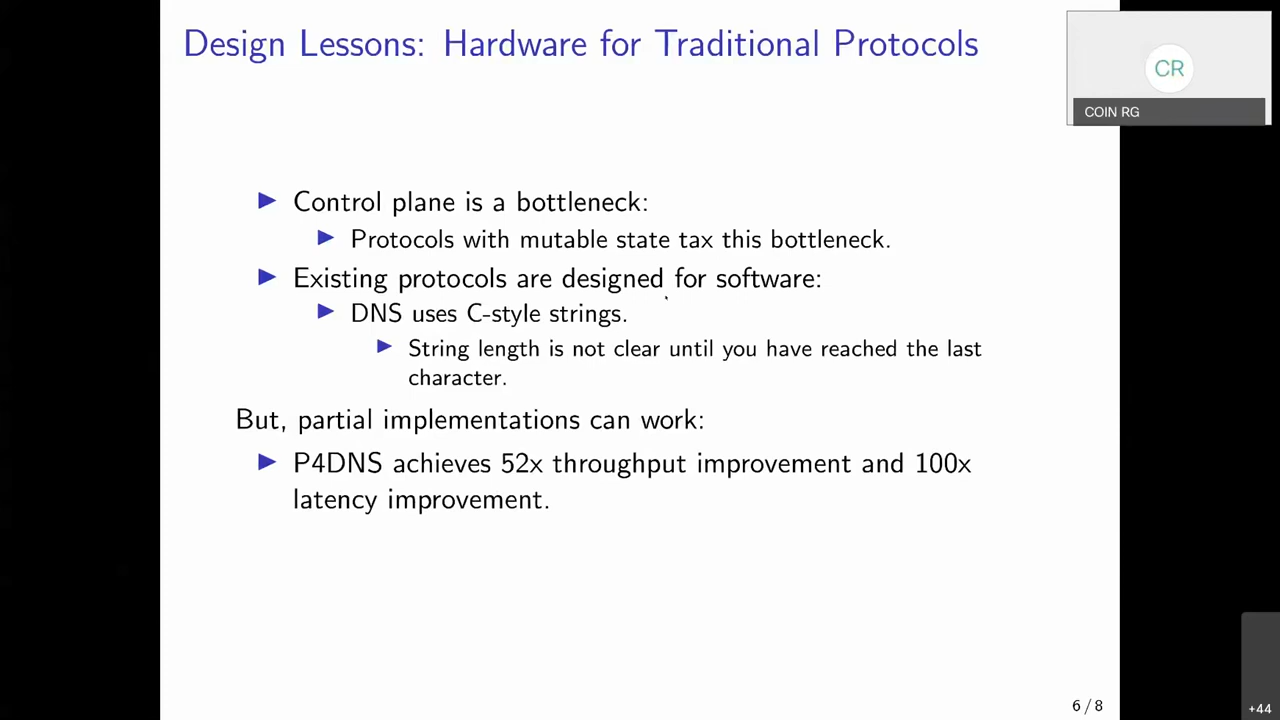 Design Lessons: Hardware for Traditional Protocols
CR
COIN RG
Control plane is a bottleneck:
Protocols with mutable state tax this bottleneck.
Existing protocols are designed for software:
DNS uses C-style strings.
String length is not clear until you have reached the last
character.
But, partial implementations can work:
P4DNS achieves 52x throughput improvement and 100x
latency improvement.
6 / 8
+44